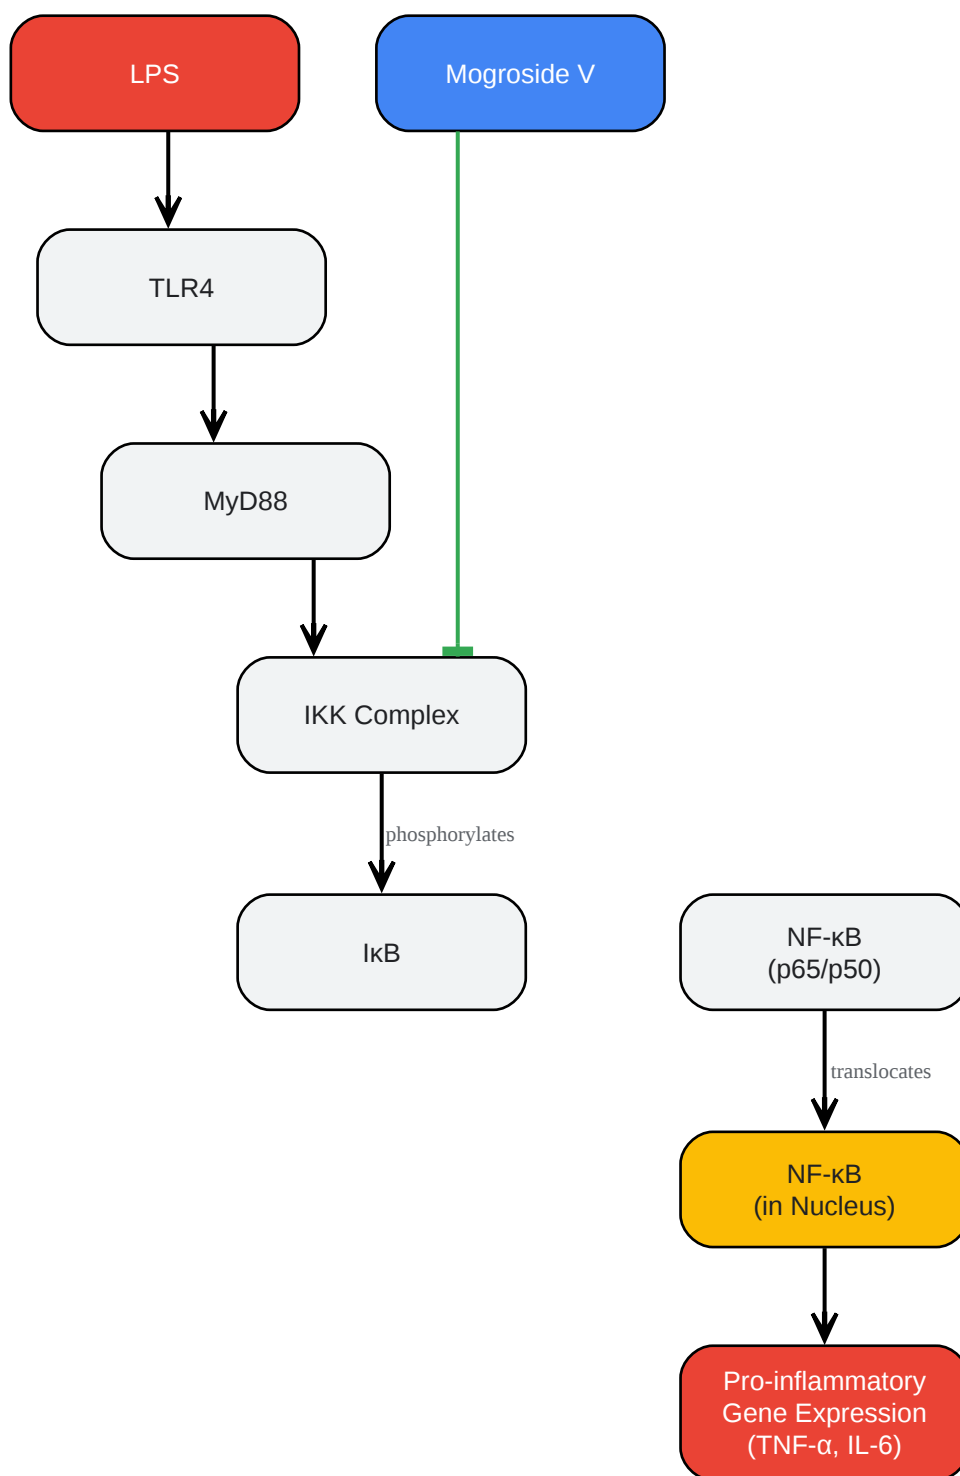 LPS
Mogroside V
TLR4
MyD88
IKK Complex
phosphorylates
IκB
NF-κB
(p65/p50)
translocates
NF-κB
(in Nucleus)
Pro-inflammatory
Gene Expression
(TNF-α, IL-6)